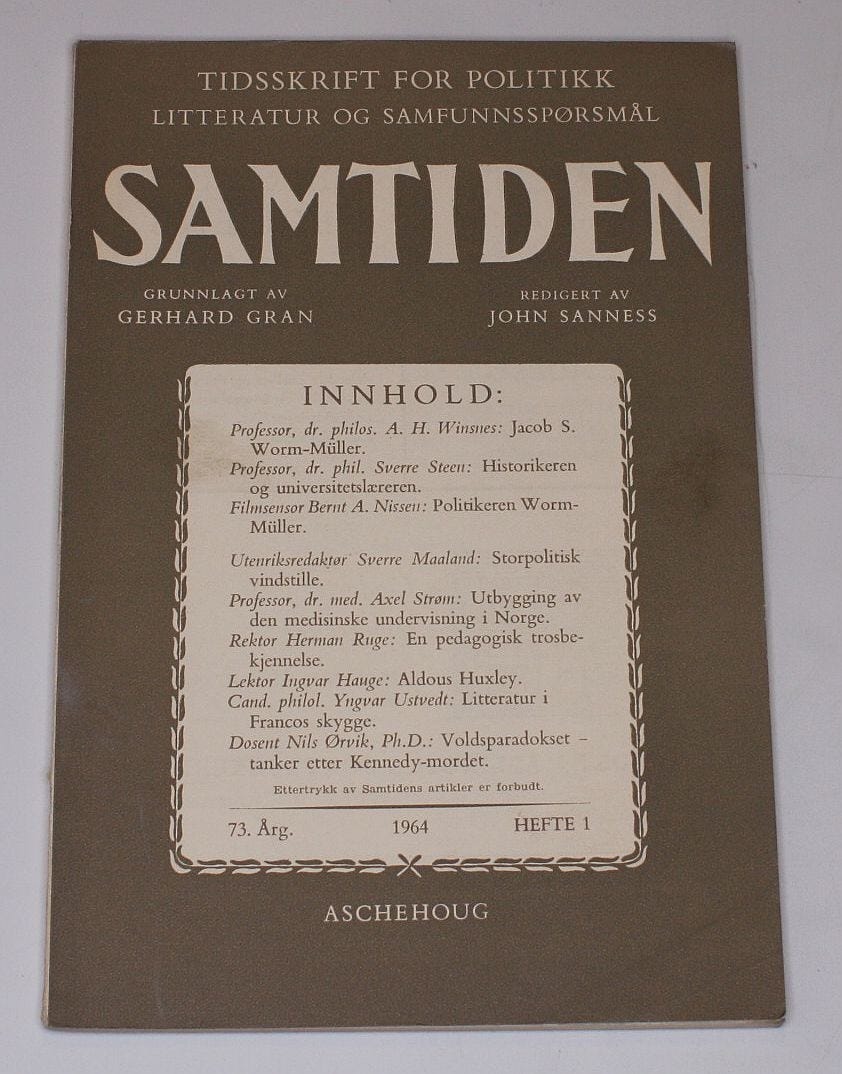 TIDSSKRIFT FOR POLITIKK
LITTERATUR OG SAMFUNNSSPØRSMÅL
SAMTIDEN
GRUNNLAGT AV
GERHARD GRAN
REDIGERT AV
JOHN SANNESS
INNHOLD:
Professor, dr. philos. A. H. Winsnes: Jacob S.
Worm-Müller.
Professor, dr. phil. Sverre Steen: Historikeren
og universitetslæreren.
Filmsensor Bernt A. Nissen: Politikeren Worm-
Müller.
Utenriksredaktør Sverre Maaland: Storpolitisk
vindstille.
Professor, dr. med. Axel Strøm: Utbygging av
den medisinske undervisning i Norge.
Rektor Herman Ruge: En pedagogisk trosbe-
kjennelse.
Lektor Ingvar Hauge: Aldous Huxley.
Cand. philol. Yngvar Ustvedt: Litteratur i
Francos skygge.
Dosent Nils Ørvik, Ph.D.: Voldsparadokset –
tanker etter Kennedy-mordet.
Ettertrykk av Samtidens artikler er forbudt.
73. Årg. 1964 HEFTE 1
ASCHEHOUG